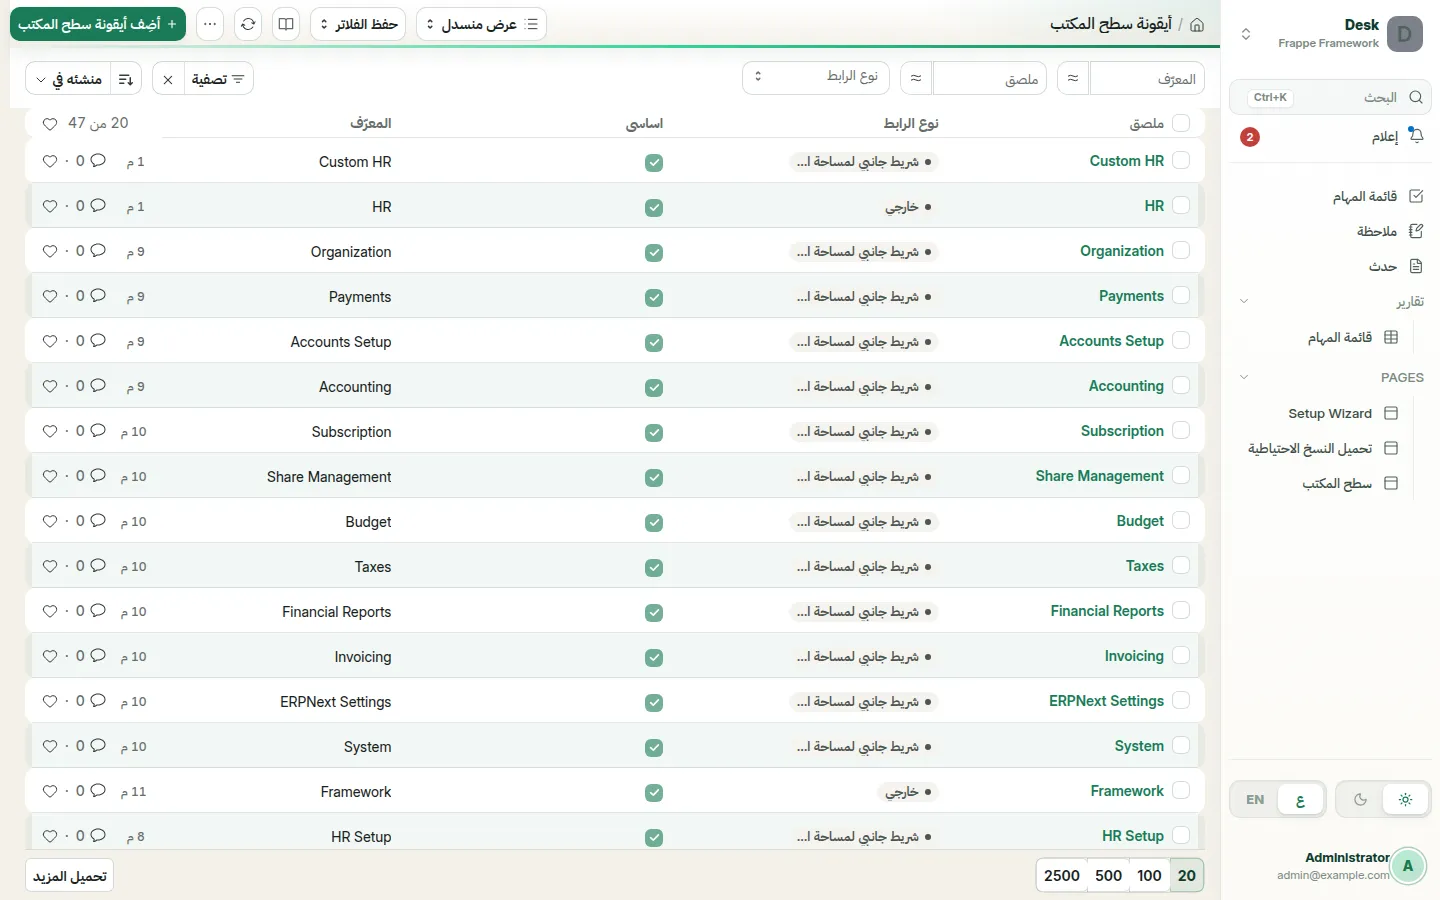 Desk
Frappe Framework
D
البحث
Ctrl+K
إعلام
2
قائمة المهام
ملاحظة
حدث
تقارير
قائمة المهام
PAGES
Setup Wizard
تحميل النسخ الاحتياطية
سطح المكتب
ع
EN
Administrator
admin@example.com
A
أيقونة سطح المكتب /
عرض منسدل
حفظ الفلاتر
...
+ أضِف أيقونة سطح المكتب
المعرّف
≈
ملصق
≈
نوع الرابط
تصفية
منشئه في
ملصق نوع الرابط اساسى المعرّف 20 من 47
Custom HR شريط جانبي لمساحة ا... Custom HR 1 م 0
HR خارجي HR 1 م 0
Organization شريط جانبي لمساحة ا... Organization 9 م 0
Payments شريط جانبي لمساحة ا... Payments 9 م 0
Accounts Setup شريط جانبي لمساحة ا... Accounts Setup 9 م 0
Accounting شريط جانبي لمساحة ا... Accounting 9 م 0
Subscription شريط جانبي لمساحة ا... Subscription 10 م 0
Share Management شريط جانبي لمساحة ا... Share Management 10 م 0
Budget شريط جانبي لمساحة ا... Budget 10 م 0
Taxes شريط جانبي لمساحة ا... Taxes 10 م 0
Financial Reports شريط جانبي لمساحة ا... Financial Reports 10 م 0
Invoicing شريط جانبي لمساحة ا... Invoicing 10 م 0
ERPNext Settings شريط جانبي لمساحة ا... ERPNext Settings 10 م 0
System شريط جانبي لمساحة ا... System 10 م 0
Framework خارجي Framework 11 م 0
HR Setup شريط جانبي لمساحة ا... HR Setup 8 م 0
20 100 500 2500
تحميل المزيد